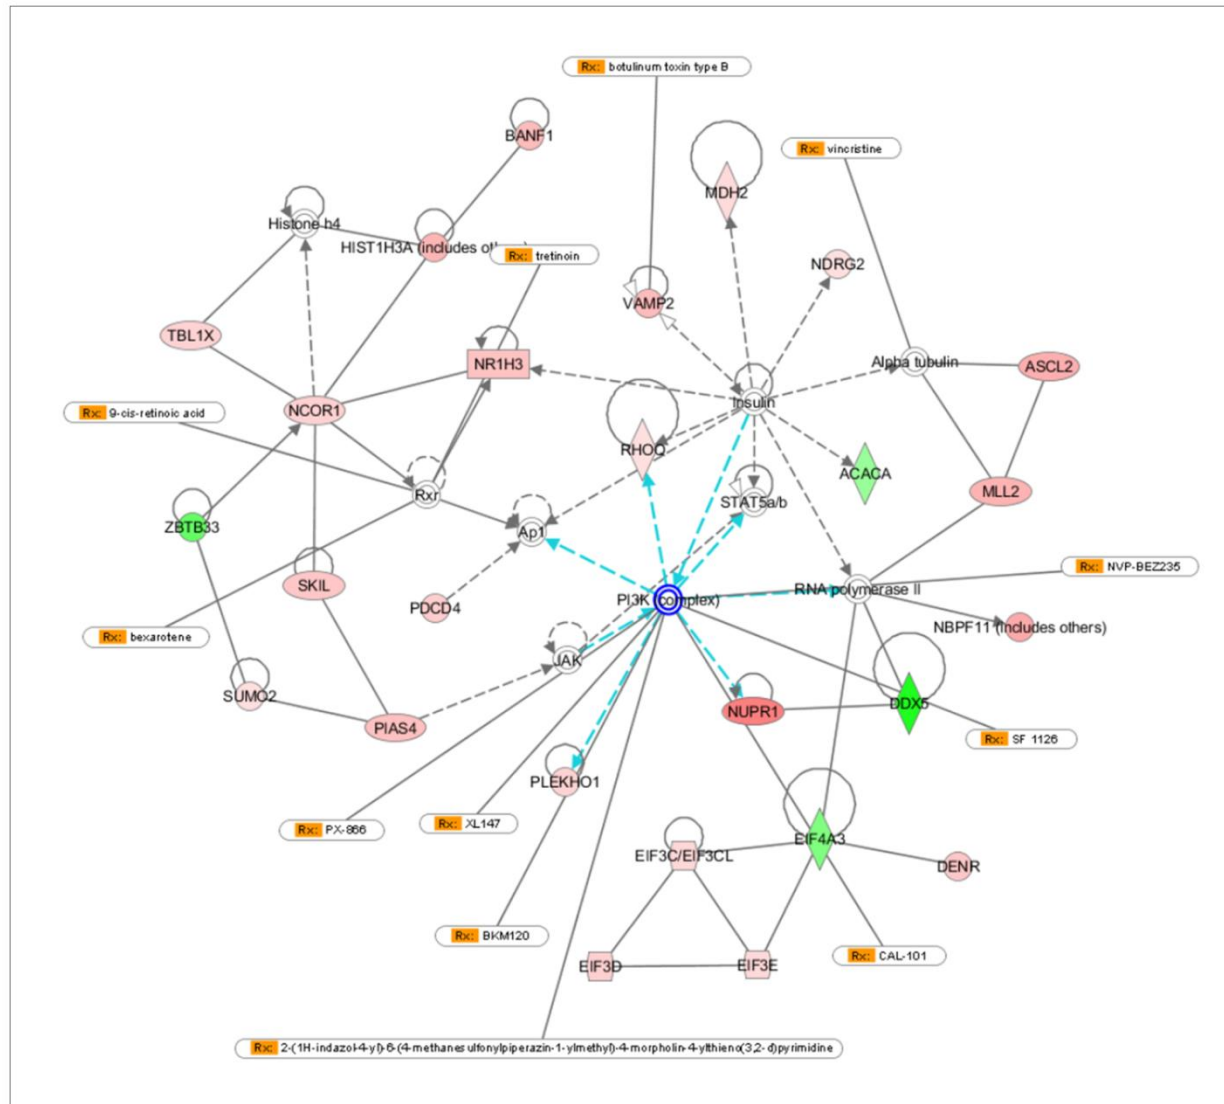 Rx: botulinum toxin type B
BANF1
Rx: vincristine
MDH2
Histone h4
HIST1H3A (includes ot
Rx: tretinoin
NDRG2
VAMP2
TBL1X
NR1H3
Alpha tubulin
ASCL2
Insulin
Rx: 9-cis-retinoic acid
NCOR1
RHOQ
ACACA
Rxr
STAT5a/b
MLL2
ZBTB33
Ap1
Rx: NVP-BEZ235
SKIL
PDCD4
PI3K (complex)
RNA polymerase II
NBPF11 (includes others)
Rx: bexarotene
JAK
SUMO2
PIAS4
NUPR1
DDX5
Rx: SF 1126
PLEKHO1
Rx: PX-866
Rx: XL147
EIF4A3
EIF3C/EIF3CL
DENR
Rx: BKM120
Rx: CAL-101
EIF3D
EIF3E
Rx: 2-(1H-indazol-4-yl)-6-(4-methanesulfonylpiperazin-1-ylmethyl)-4-morpholin-4-ylthieno(3,2-d)pyrimidine